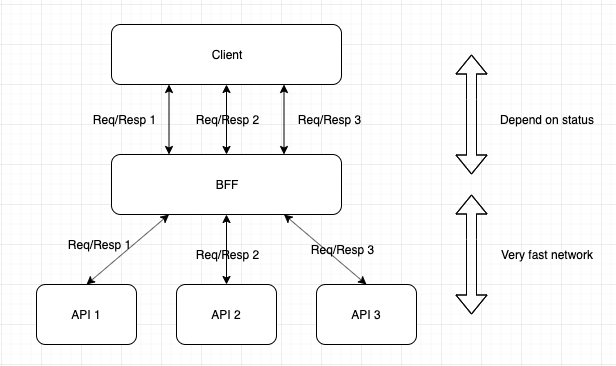 Client
Req/Resp 1
Req/Resp 2
Req/Resp 3
Depend on status
BFF
Req/Resp 1
Req/Resp 2
Req/Resp 3
Very fast network
API 1
API 2
API 3